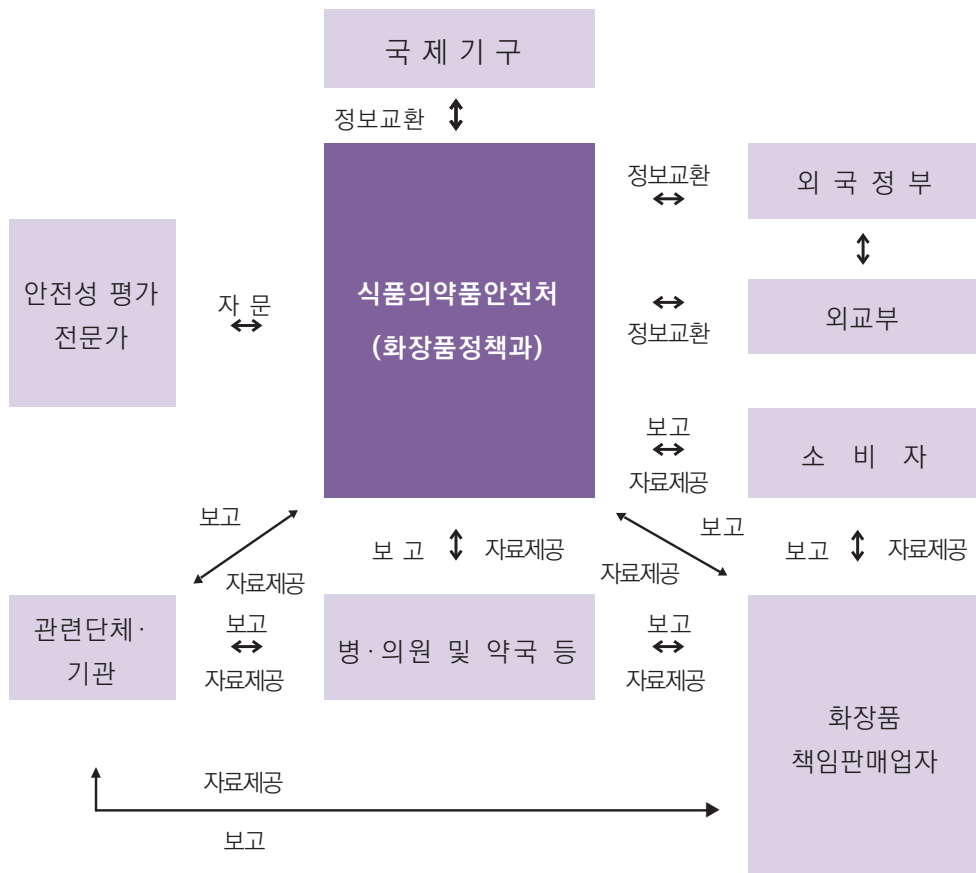 국제기구
정보교환
정보교환
외국정부
안전성 평가
전문가
자문
식품의약품안전처
(화장품정책과)
정보교환
외교부
보고
자료제공
소비자
보고
자료제공
보고
자료제공
보고
자료제공
보고
자료제공
관련단체·
기관
보고
자료제공
병·의원 및 약국 등
보고
자료제공
화장품
책임판매업자
자료제공
보고